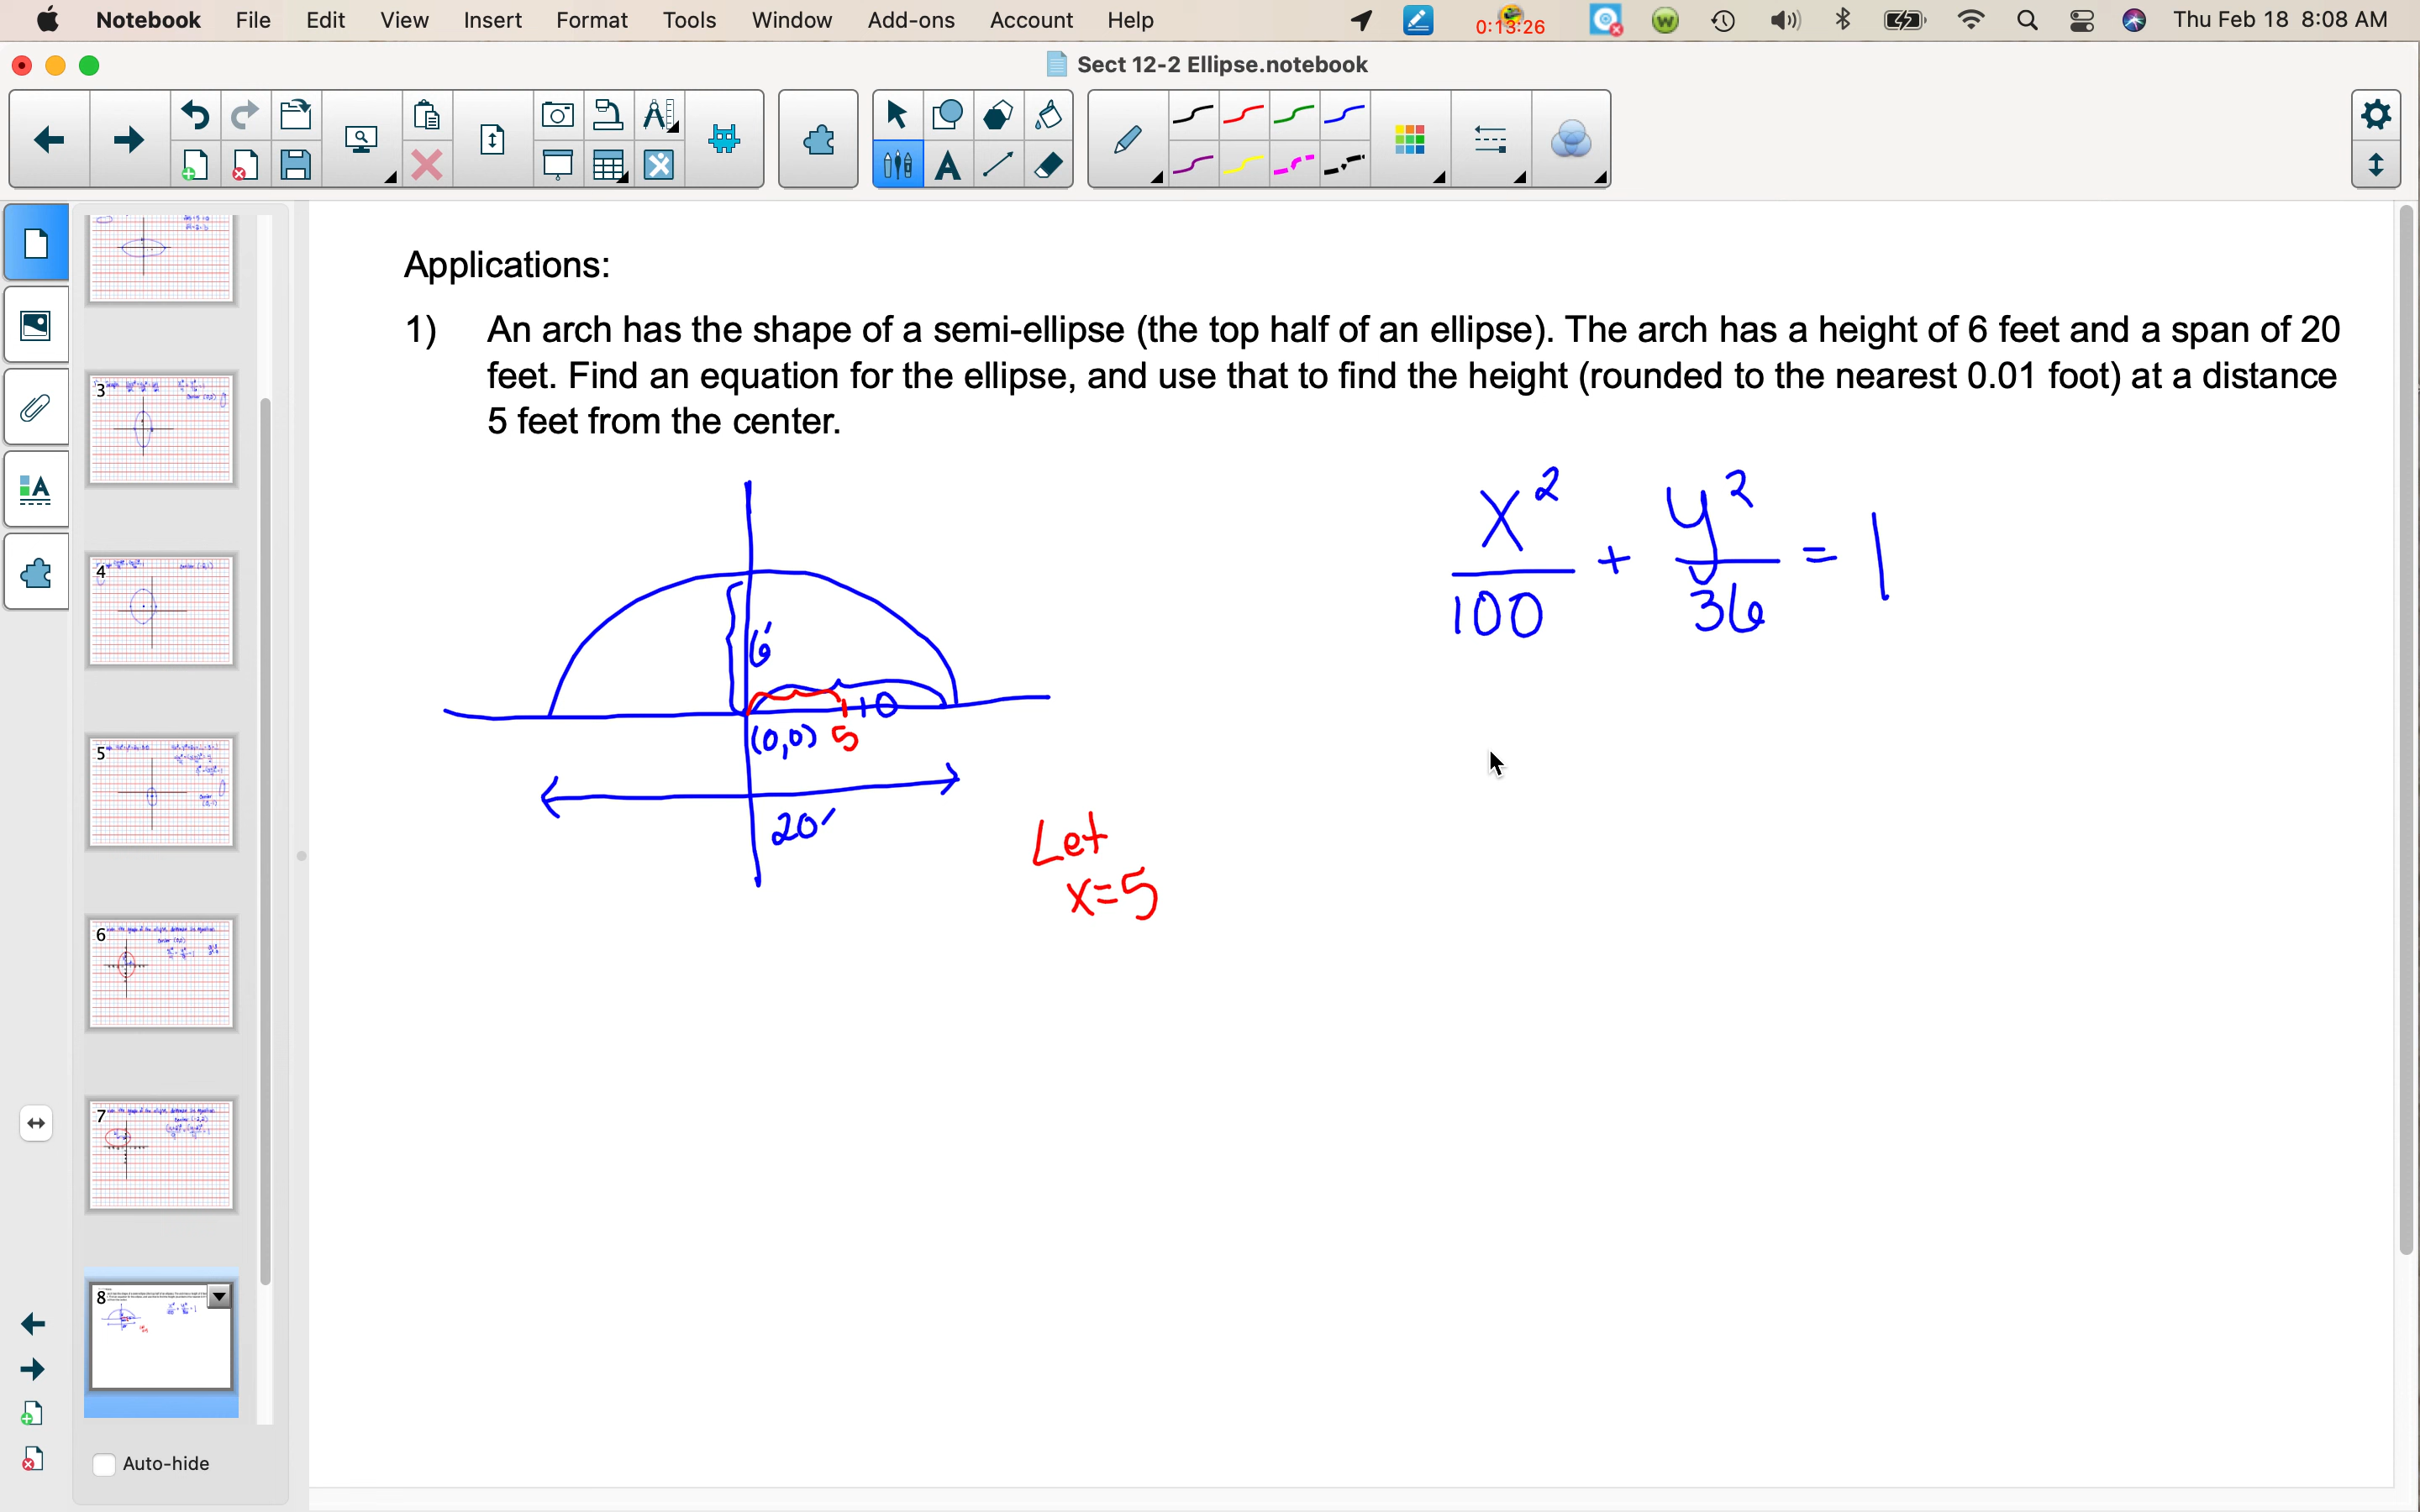 Notebook File Edit View Insert Format Tools Window Add-ons Account Help 0:13:26 Thu Feb 18 8:08 AM
Sect 12-2 Ellipse.notebook
Applications:
1) An arch has the shape of a semi-ellipse (the top half of an ellipse). The arch has a height of 6 feet and a span of 20
feet. Find an equation for the ellipse, and use that to find the height (rounded to the nearest 0.01 foot) at a distance
5 feet from the center.
x²/100 + y²/36 = 1
6'
10
(0,0) 5
20'
Let
x=5
3
4
5
6
7
8
Auto-hide